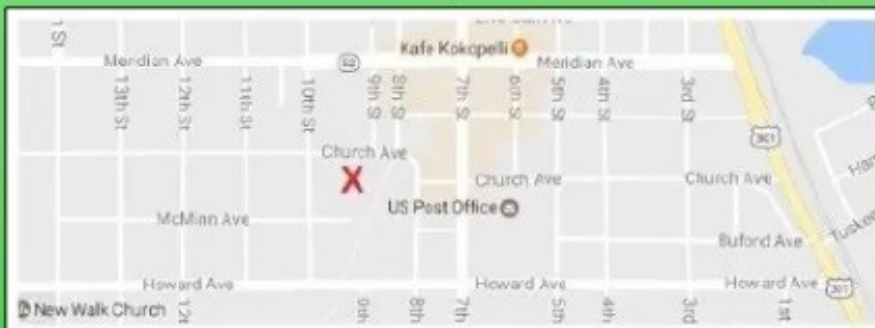 Kafe Kokopelli
Meridian Ave
52
Meridian Ave
13th St
12th St
11th St
10th St
9th St
8th St
7th St
6th St
5th St
4th St
3rd St
301
Church Ave
X
Church Ave
Church Ave
US Post Office
McMinn Ave
Buford Ave
Howard Ave
Howard Ave
Howard Ave
301
New Walk Church
12t
9th
8th
7th
5th
4th
3rd
1st